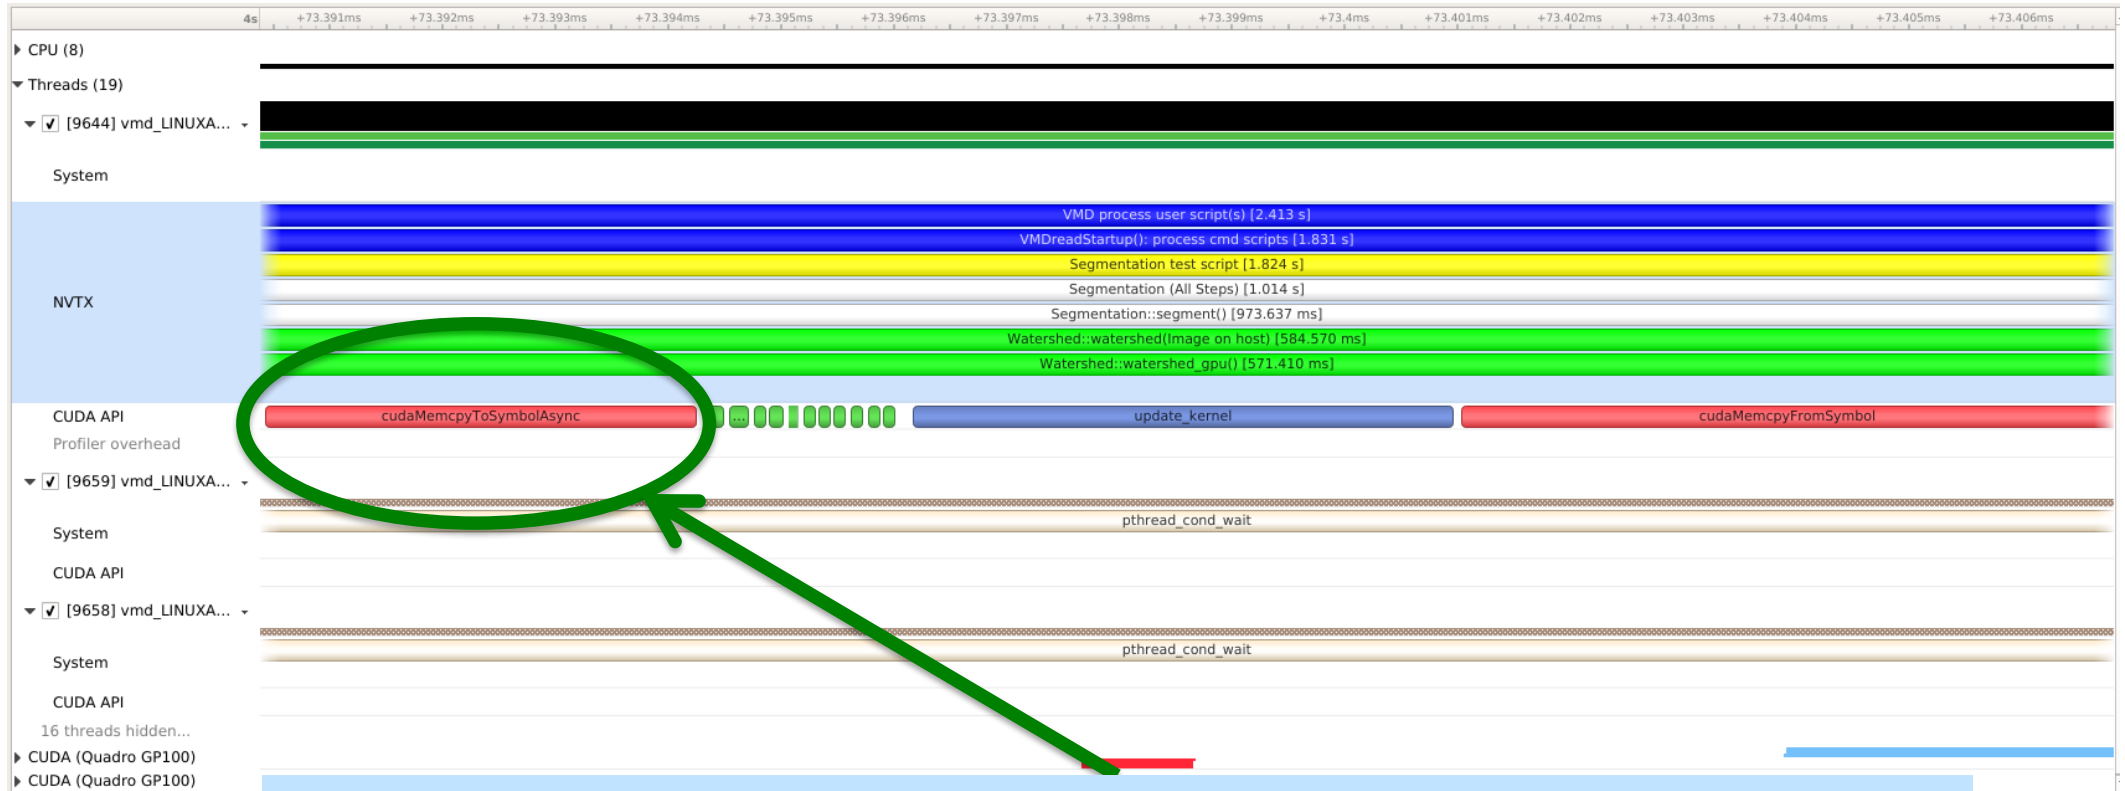 4s +73.391ms +73.392ms +73.393ms +73.394ms +73.395ms +73.396ms +73.397ms +73.398ms +73.399ms +73.4ms +73.401ms +73.402ms +73.403ms +73.404ms +73.405ms +73.406ms
CPU (8)
Threads (19)
[9644] vmd_LINUXA...
System
VMD process user script(s) [2.413 s]
VMDreadStartup(): process cmd scripts [1.831 s]
Segmentation test script [1.824 s]
Segmentation (All Steps) [1.014 s]
NVTX
Segmentation::segment() [973.637 ms]
Watershed::watershed(Image on host) [584.570 ms]
Watershed::watershed_gpu() [571.410 ms]
CUDA API cudaMemcpyToSymbolAsync ... update_kernel cudaMemcpyFromSymbol
Profiler overhead
[9659] vmd_LINUXA...
pthread_cond_wait
System
CUDA API
[9658] vmd_LINUXA...
pthread_cond_wait
System
CUDA API
16 threads hidden...
CUDA (Quadro GP100)
CUDA (Quadro GP100)